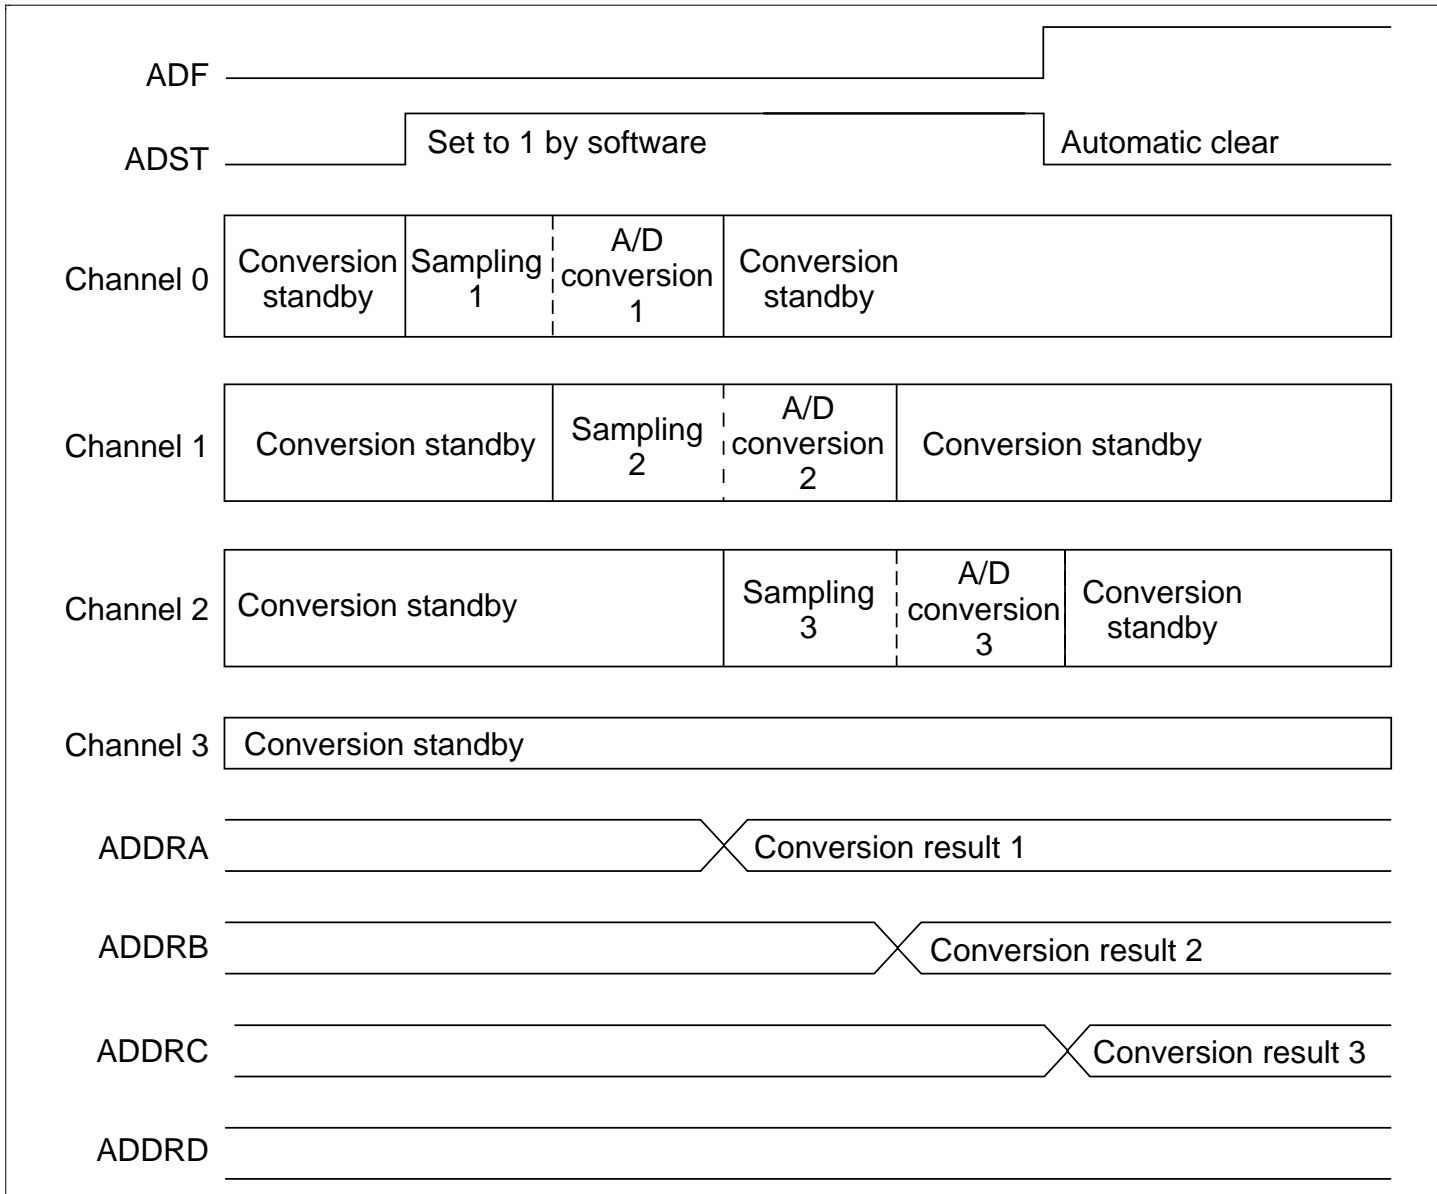 ADF
ADST
Set to 1 by software
Automatic clear
Channel 0
Conversion
standby
Sampling
1
A/D
conversion
1
Conversion
standby
Channel 1
Conversion standby
Sampling
2
A/D
conversion
2
Conversion standby
Channel 2
Conversion standby
Sampling
3
A/D
conversion
3
Conversion
standby
Channel 3
Conversion standby
ADDRA
Conversion result 1
ADDRB
Conversion result 2
ADDRC
Conversion result 3
ADDRD